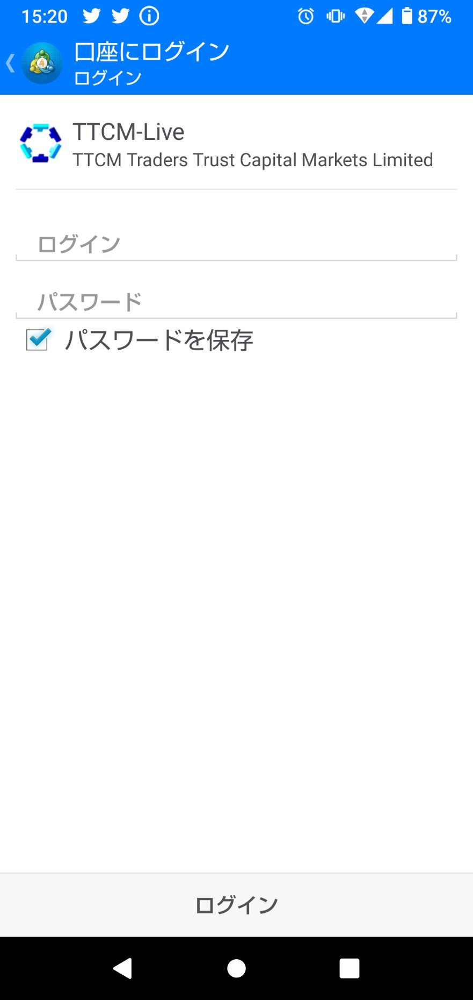 15:20
87%
口座にログイン
4
ログイン
TTCM-Live
TTCM Traders Trust Capital Markets Limited
ログイン
パスワード
パスワードを保存
ログイン